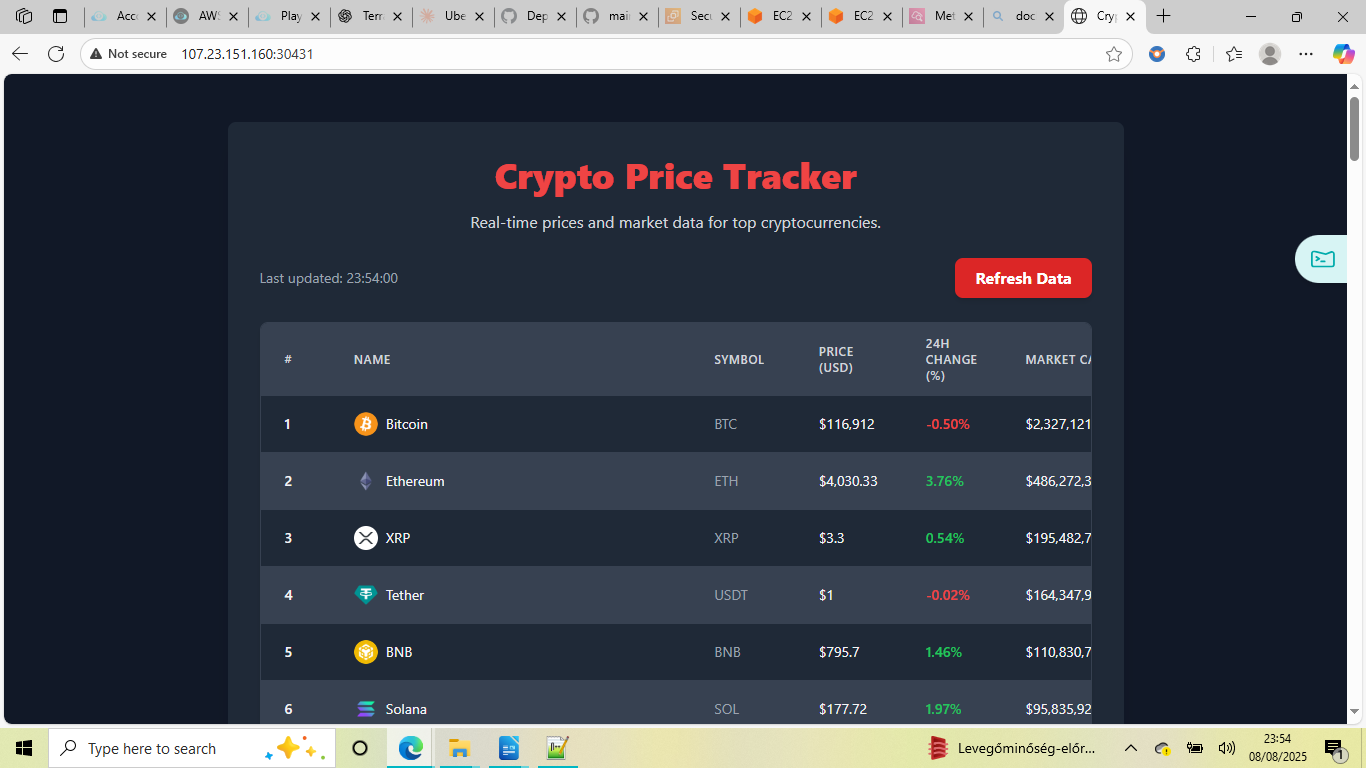 Acc
AWS
Play
Terr
Ube
Dep
mai
Secu
EC2
EC2
Met
doc
Cry
Not secure
107.23.151.160:30431
Crypto Price Tracker
Real-time prices and market data for top cryptocurrencies.
Last updated: 23:54:00
Refresh Data
# NAME SYMBOL PRICE (USD) 24H CHANGE (%) MARKET CA
1 Bitcoin BTC $116,912 -0.50% $2,327,121
2 Ethereum ETH $4,030.33 3.76% $486,272,3
3 XRP XRP $3.3 0.54% $195,482,7
4 Tether USDT $1 -0.02% $164,347,9
5 BNB BNB $795.7 1.46% $110,830,7
6 Solana SOL $177.72 1.97% $95,835,92
Type here to search
Levegőminőség-előr...
23:54
08/08/2025
1